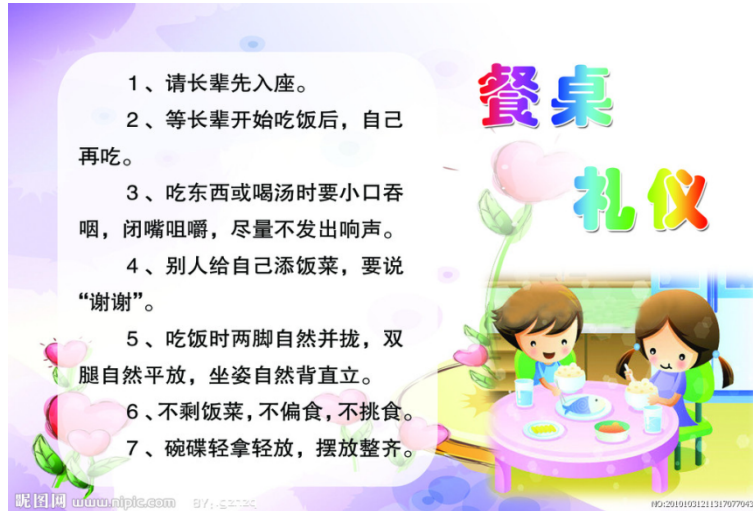 餐桌
礼仪
1、请长辈先入座。
2、等长辈开始吃饭后，自己
再吃。
3、吃东西或喝汤时要小口吞
咽，闭嘴咀嚼，尽量不发出响声。
4、别人给自己添饭菜，要说
“谢谢”。
5、吃饭时两脚自然并拢，双
腿自然平放，坐姿自然背直立。
6、不剩饭菜，不偏食，不挑食。
7、碗碟轻拿轻放，摆放整齐。
昵图网 www.nipic.com
NO:20101031211317077043